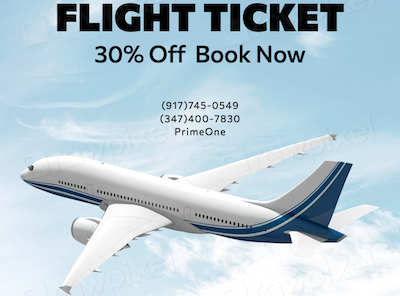 FLIGHT TICKET
30% Off Book Now
(917)745-0549
(347)400-7830
PrimeOne